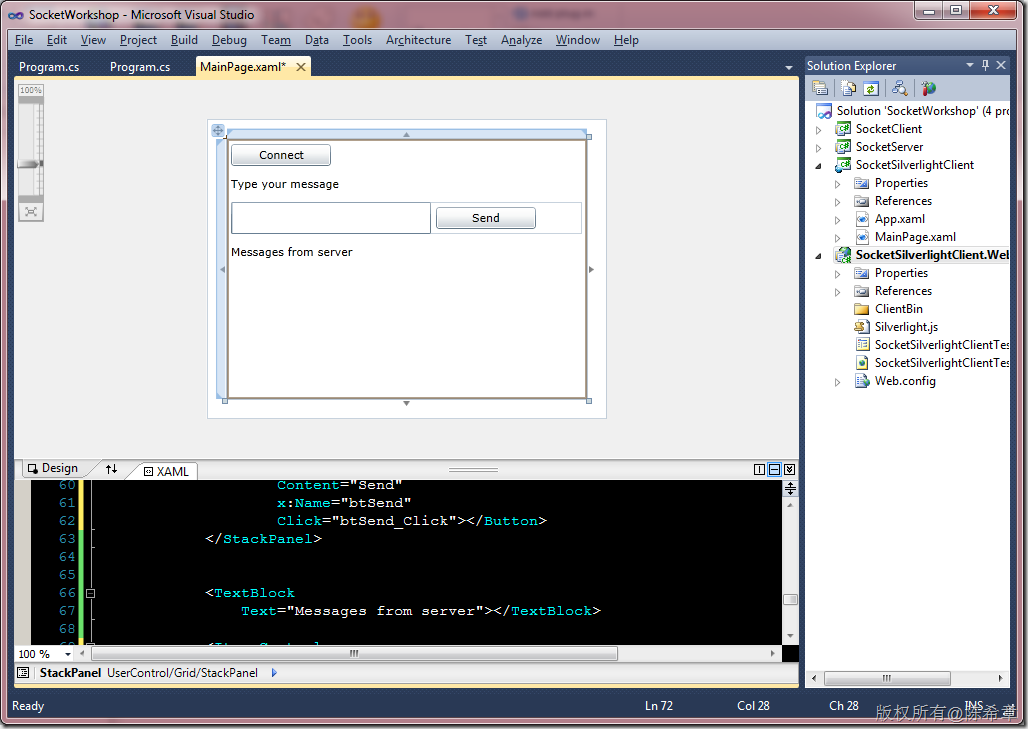 SocketWorkshop - Microsoft Visual Studio
File Edit View Project Build Debug Team Data Tools Architecture Test Analyze Window Help
Program.cs Program.cs MainPage.xaml*
100%
Connect
Type your message
Send
Messages from server
Design XAML
60 Content="Send"
61 x:Name="btSend"
62 Click="btSend_Click"></Button>
63 </StackPanel>
64
65
66 <TextBlock
67 Text="Messages from server"></TextBlock>
68
100 %
StackPanel UserControl/Grid/StackPanel
Solution Explorer
Solution 'SocketWorkshop' (4 pro
SocketClient
SocketServer
SocketSilverlightClient
Properties
References
App.xaml
MainPage.xaml
SocketSilverlightClient.Web
Properties
References
ClientBin
Silverlight.js
SocketSilverlightClientTes
SocketSilverlightClientTes
Web.config
Ready Ln 72 Col 28 Ch 28 INS
版权所有@陈希章